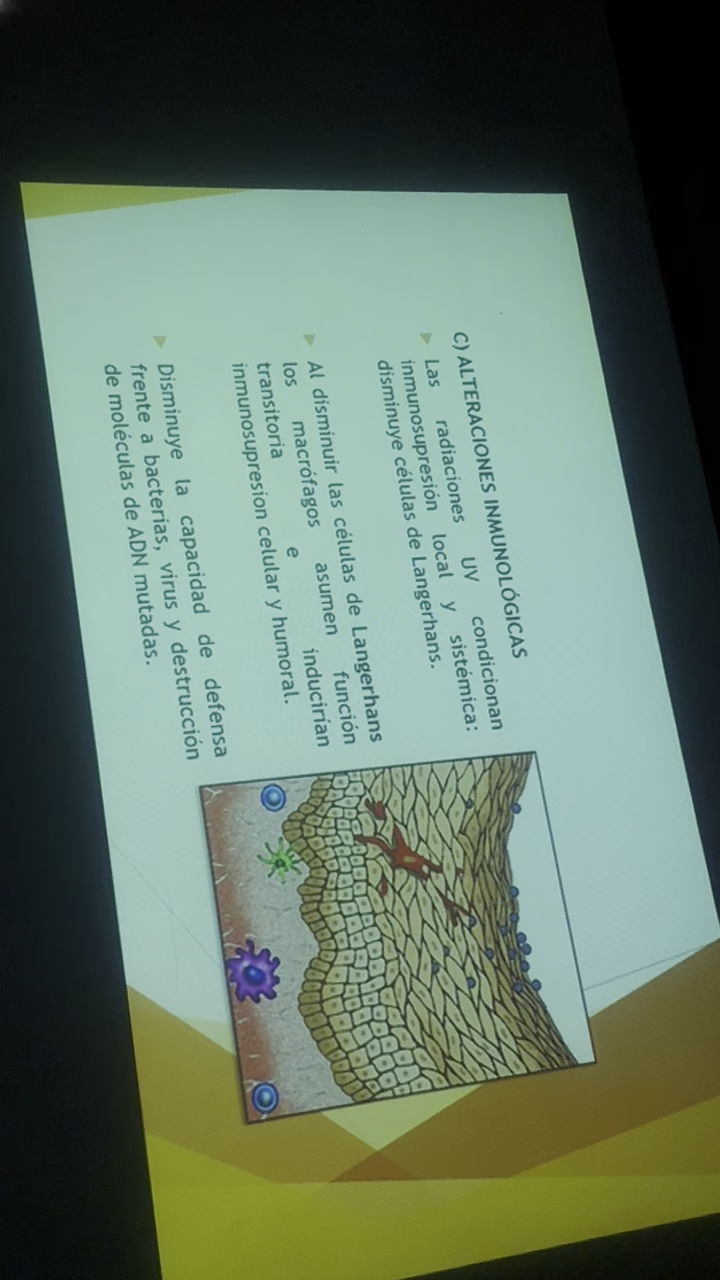 C) ALTERACIONES INMUNOLÓGICAS
Las radiaciones UV condicionan
inmunosupresión local y sistémica:
disminuye células de Langerhans.
Al disminuir las células de Langerhans
los macrófagos asumen función
transitoria e inducirían
inmunosupresion celular y humoral.
Disminuye la capacidad de defensa
frente a bacterias, virus y destrucción
de moléculas de ADN mutadas.